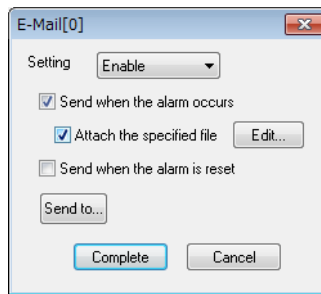 E-Mail[0]
Setting Enable
Send when the alarm occurs
Attach the specified file Edit...
Send when the alarm is reset
Send to...
Complete Cancel